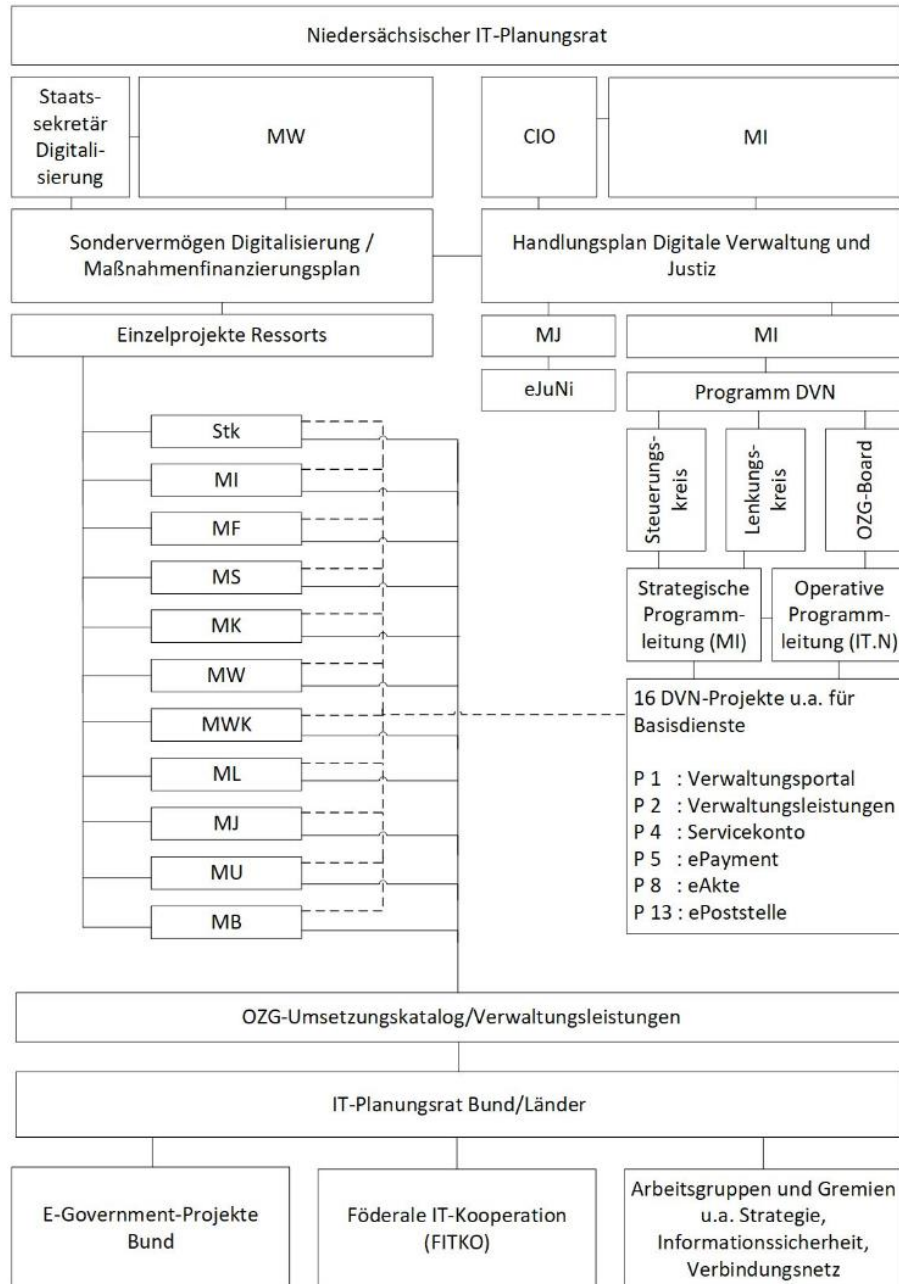 Niedersächsischer IT-Planungsrat
Staats-
sekretär
Digitali-
sierung
MW
CIO
MI
Sondervermögen Digitalisierung /
Maßnahmenfinanzierungsplan
Handlungsplan Digitale Verwaltung und
Justiz
Einzelprojekte Ressorts
MJ
MI
eJuNi
Programm DVN
Stk
MI
MF
MS
MK
MW
MWK
ML
MJ
MU
MB
Steuerungs-
kreis
Lenkungs-
kreis
OZG-Board
Strategische
Programm-
leitung (MI)
Operative
Programm-
leitung (IT.N)
16 DVN-Projekte u.a. für
Basisdienste
P 1 : Verwaltungsportal
P 2 : Verwaltungsleistungen
P 4 : Servicekonto
P 5 : ePayment
P 8 : eAkte
P 13 : ePoststelle
OZG-Umsetzungskatalog/Verwaltungsleistungen
IT-Planungsrat Bund/Länder
E-Government-Projekte
Bund
Föderale IT-Kooperation
(FITKO)
Arbeitsgruppen und Gremien
u.a. Strategie,
Informationssicherheit,
Verbindungsnetz